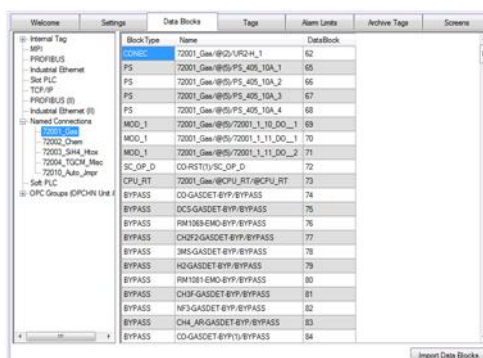 Welcome
Settings
Data Blocks
Tags
Alarm Limits
Archive Tags
Screens
Internal Tag
MPI
PROFIBUS
Industrial Ethernet
Slot PLC
TCP/IP
PROFIBUS (II)
Industrial Ethernet (II)
Named Connections
72001_Gas
72002_Chem
72003_SiH4_Htox
72004_TGCM_Misc
72010_Auto_Jmpr
Soft PLC
OPC Groups (OPCHN Unit
Block Type Name DataBlock
CONEC 72001_Gas/@(2)/UR2-H_1 62
PS 72001_Gas/@(5)/PS_405_10A_1 65
PS 72001_Gas/@(5)/PS_405_10A_2 66
PS 72001_Gas/@(5)/PS_405_10A_3 67
PS 72001_Gas/@(5)/PS_405_10A_4 68
MOD_1 72001_Gas/@(5)/72001_1_10_DO__1 69
MOD_1 72001_Gas/@(5)/72001_1_11_DO__1 70
MOD_1 72001_Gas/@(5)/72001_1_11_DO__2 71
SC_OP_D CO-RST(1)/SC_OP_D 72
CPU_RT 72001_Gas/@CPU_RT/@CPU_RT 73
BYPASS CO-GASDET-BYP/BYPASS 74
BYPASS DCS-GASDET-BYP/BYPASS 75
BYPASS RM1069-EMO-BYP/BYPASS 76
BYPASS CH2F2-GASDET-BYP/BYPASS 77
BYPASS 3MS-GASDET-BYP/BYPASS 78
BYPASS H2-GASDET-BYP/BYPASS 79
BYPASS RM1081-EMO-BYP/BYPASS 80
BYPASS CH3F-GASDET-BYP/BYPASS 81
BYPASS NF3-GASDET-BYP/BYPASS 82
BYPASS CH4_AR-GASDET-BYP/BYPASS 83
BYPASS CO-GASDET-BYP(1)/BYPASS 84
Import Data Blocks